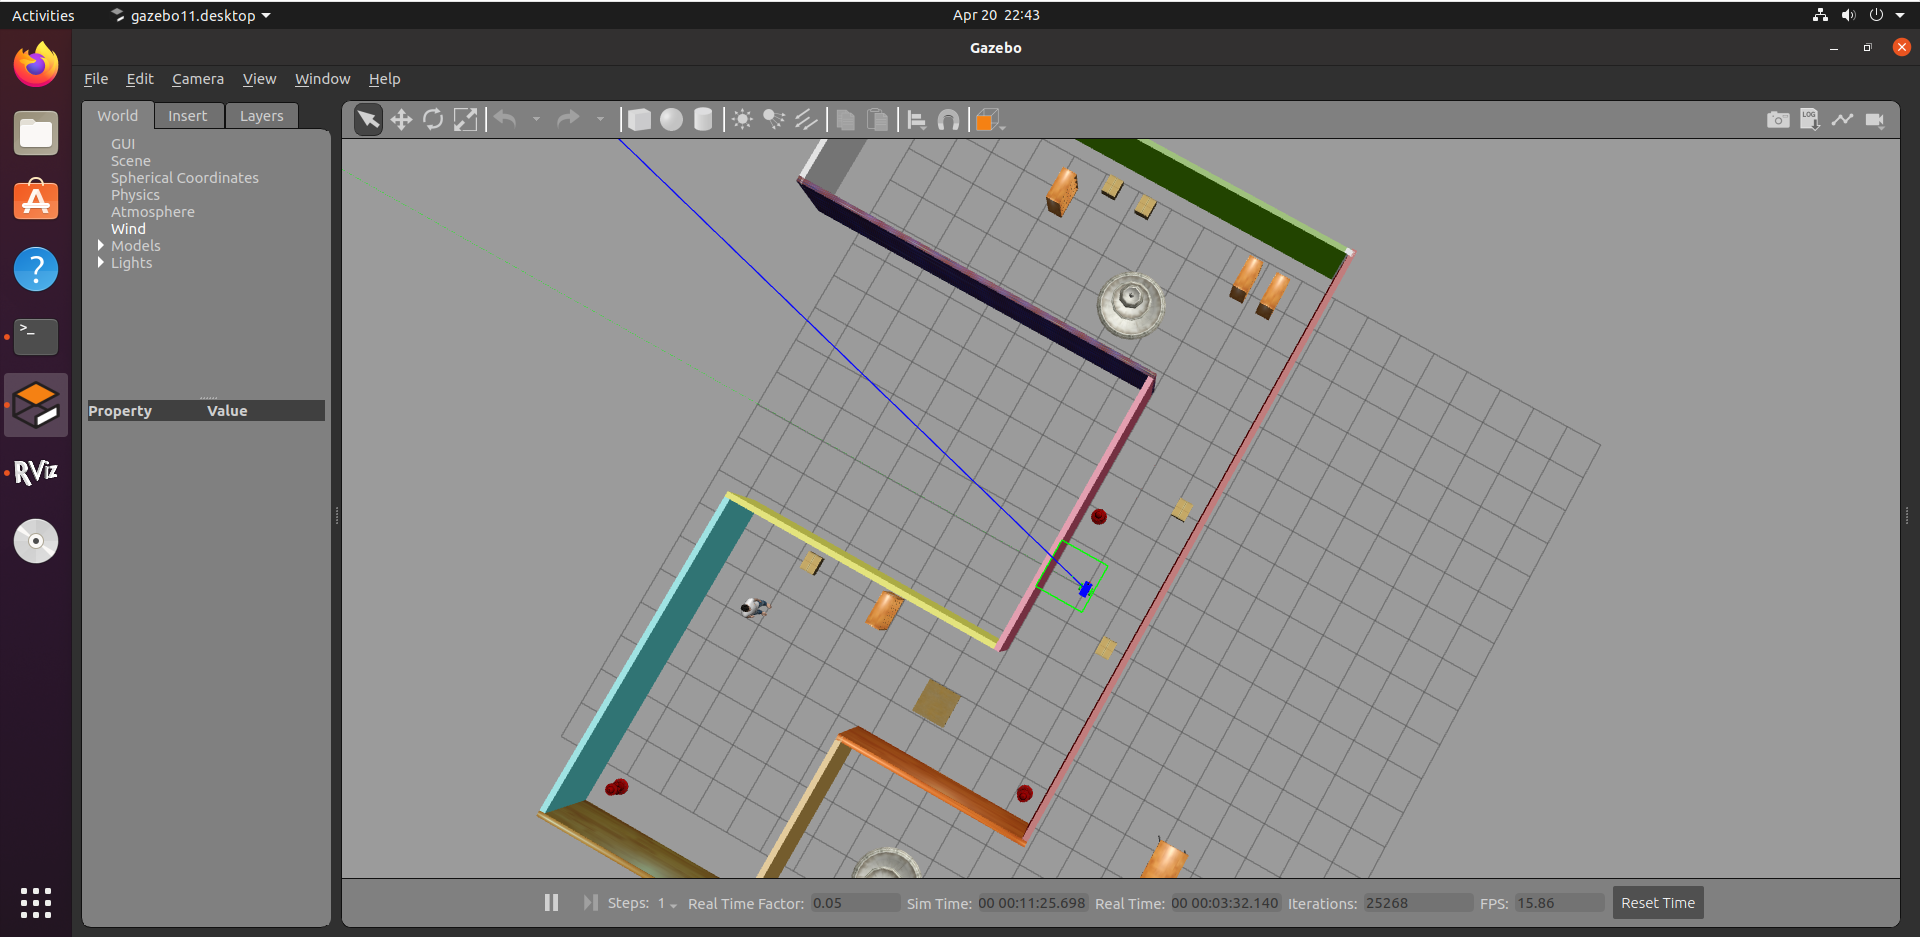 Activities
gazebo11.desktop
Apr 20 22:43
Gazebo
File Edit Camera View Window Help
World Insert Layers
GUI
Scene
Spherical Coordinates
Physics
Atmosphere
Wind
Models
Lights
Property Value
LOG
>_
?
RViz
Steps: 1 Real Time Factor: 0.05 Sim Time: 00 00:11:25.698 Real Time: 00 00:03:32.140 Iterations: 25268 FPS: 15.86 Reset Time